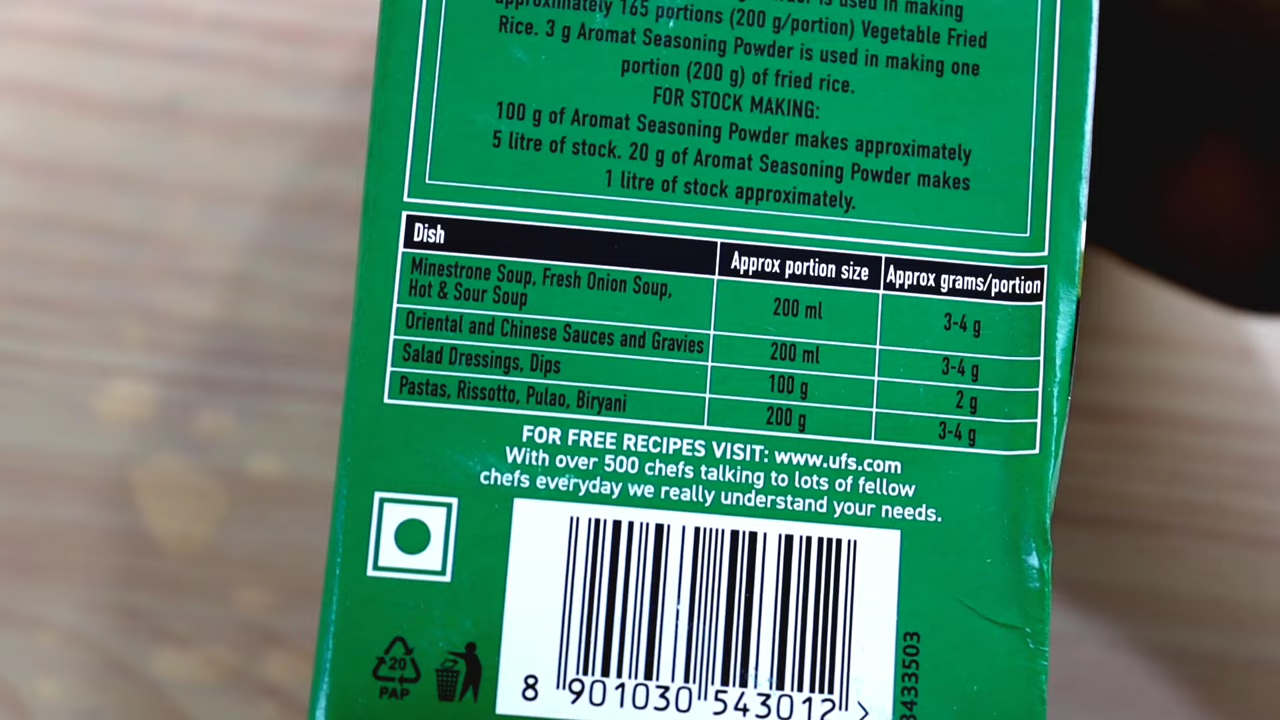 is used in making
approximately 165 portions (200 g/portion) Vegetable Fried
Rice. 3 g Aromat Seasoning Powder is used in making one
portion (200 g) of fried rice.
FOR STOCK MAKING:
100 g of Aromat Seasoning Powder makes approximately
5 litre of stock. 20 g of Aromat Seasoning Powder makes
1 litre of stock approximately.
Dish Approx portion size Approx grams/portion
Minestrone Soup, Fresh Onion Soup,
Hot & Sour Soup 200 ml 3-4 g
Oriental and Chinese Sauces and Gravies 200 ml 3-4 g
Salad Dressings, Dips 100 g 2 g
Pastas, Rissotto, Pulao, Biryani 200 g 3-4 g
FOR FREE RECIPES VISIT: www.ufs.com
With over 500 chefs talking to lots of fellow
chefs everyday we really understand your needs.
20
PAP
8 901030 543012 >
3433503